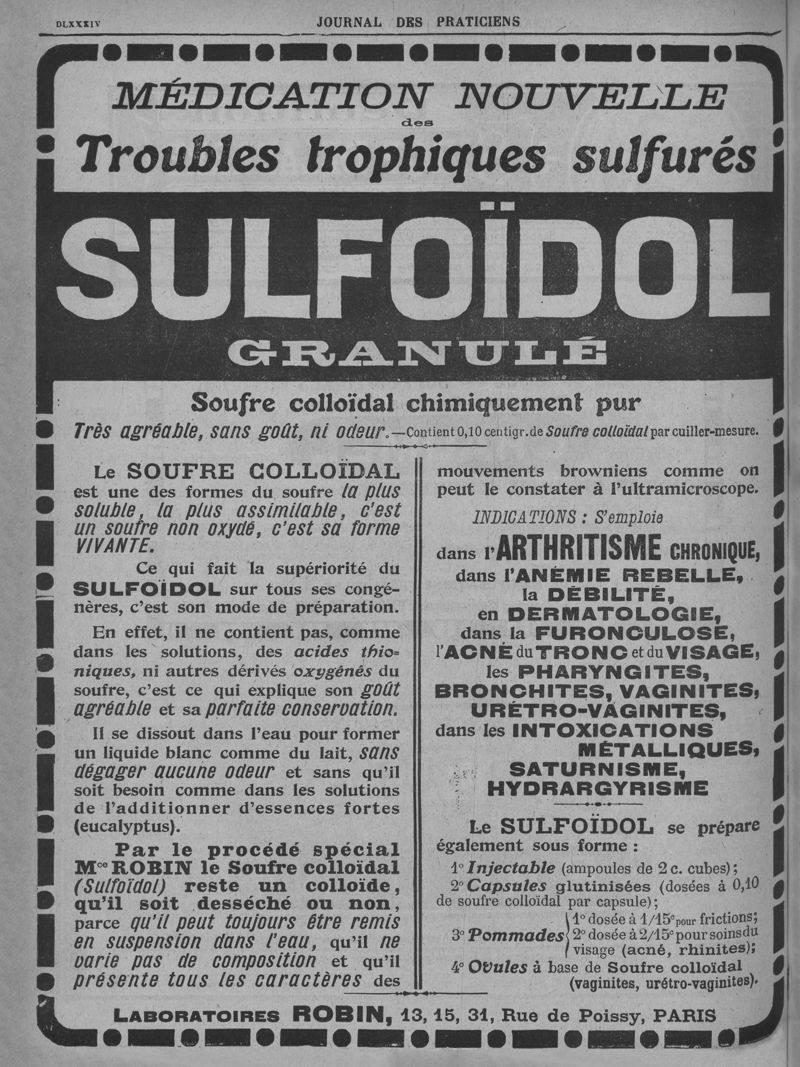 DLXXXIV
JOURNAL DES PRATICIENS
MÉDICATION NOUVELLE
des
Troubles trophiques sulfurés
SULFOÏDOL
GRANULÉ
Soufre colloïdal chimiquement pur
Très agréable, sans goût, ni odeur.—Contient 0,10 centigr. de Soufre colloïdal par cuiller-mesure.
Le SOUFRE COLLOÏDAL
est une des formes du soufre la plus
soluble, la plus assimilable, c'est
un soufre non oxydé, c'est sa forme
VIVANTE.
Ce qui fait la supériorité du
SULFOÏDOL sur tous ses congé-
nères, c'est son mode de préparation.
En effet, il ne contient pas, comme
dans les solutions, des acides thio-
niques, ni autres dérivés oxygénés du
soufre, c'est ce qui explique son goût
agréable et sa parfaite conservation.
Il se dissout dans l'eau pour former
un liquide blanc comme du lait, sans
dégager aucune odeur et sans qu'il
soit besoin comme dans les solutions
de l'additionner d'essences fortes
(eucalyptus).
Par le procédé spécial
Mce ROBIN le Soufre colloïdal
(Sulfoïdol) reste un colloïde,
qu'il soit desséché ou non,
parce qu'il peut toujours être remis
en suspension dans l'eau, qu'il ne
varie pas de composition et qu'il
présente tous les caractères des
mouvements browniens comme on
peut le constater à l'ultramicroscope.
INDICATIONS : S'emploie
dans l'ARTHRITISME CHRONIQUE,
dans l'ANÉMIE REBELLE,
la DÉBILITÉ,
en DERMATOLOGIE,
dans la FURONCULOSE,
l'ACNÉ du TRONC et du VISAGE,
les PHARYNGITES,
BRONCHITES, VAGINITES,
URÉTRO-VAGINITES,
dans les INTOXICATIONS
MÉTALLIQUES,
SATURNISME,
HYDRARGYRISME
Le SULFOÏDOL se prépare
également sous forme :
1° Injectable (ampoules de 2 c. cubes);
2° Capsules glutinisées (dosées à 0,10
de soufre colloïdal par capsule);
3° Pommades
1° dosée à 1/15e pour frictions;
2° dosée à 2/15e pour soins du
visage (acné, rhinites);
4° Ovules à base de Soufre colloïdal
(vaginites, urétro-vaginites).
LABORATOIRES ROBIN, 13, 15, 31, Rue de Poissy, PARIS